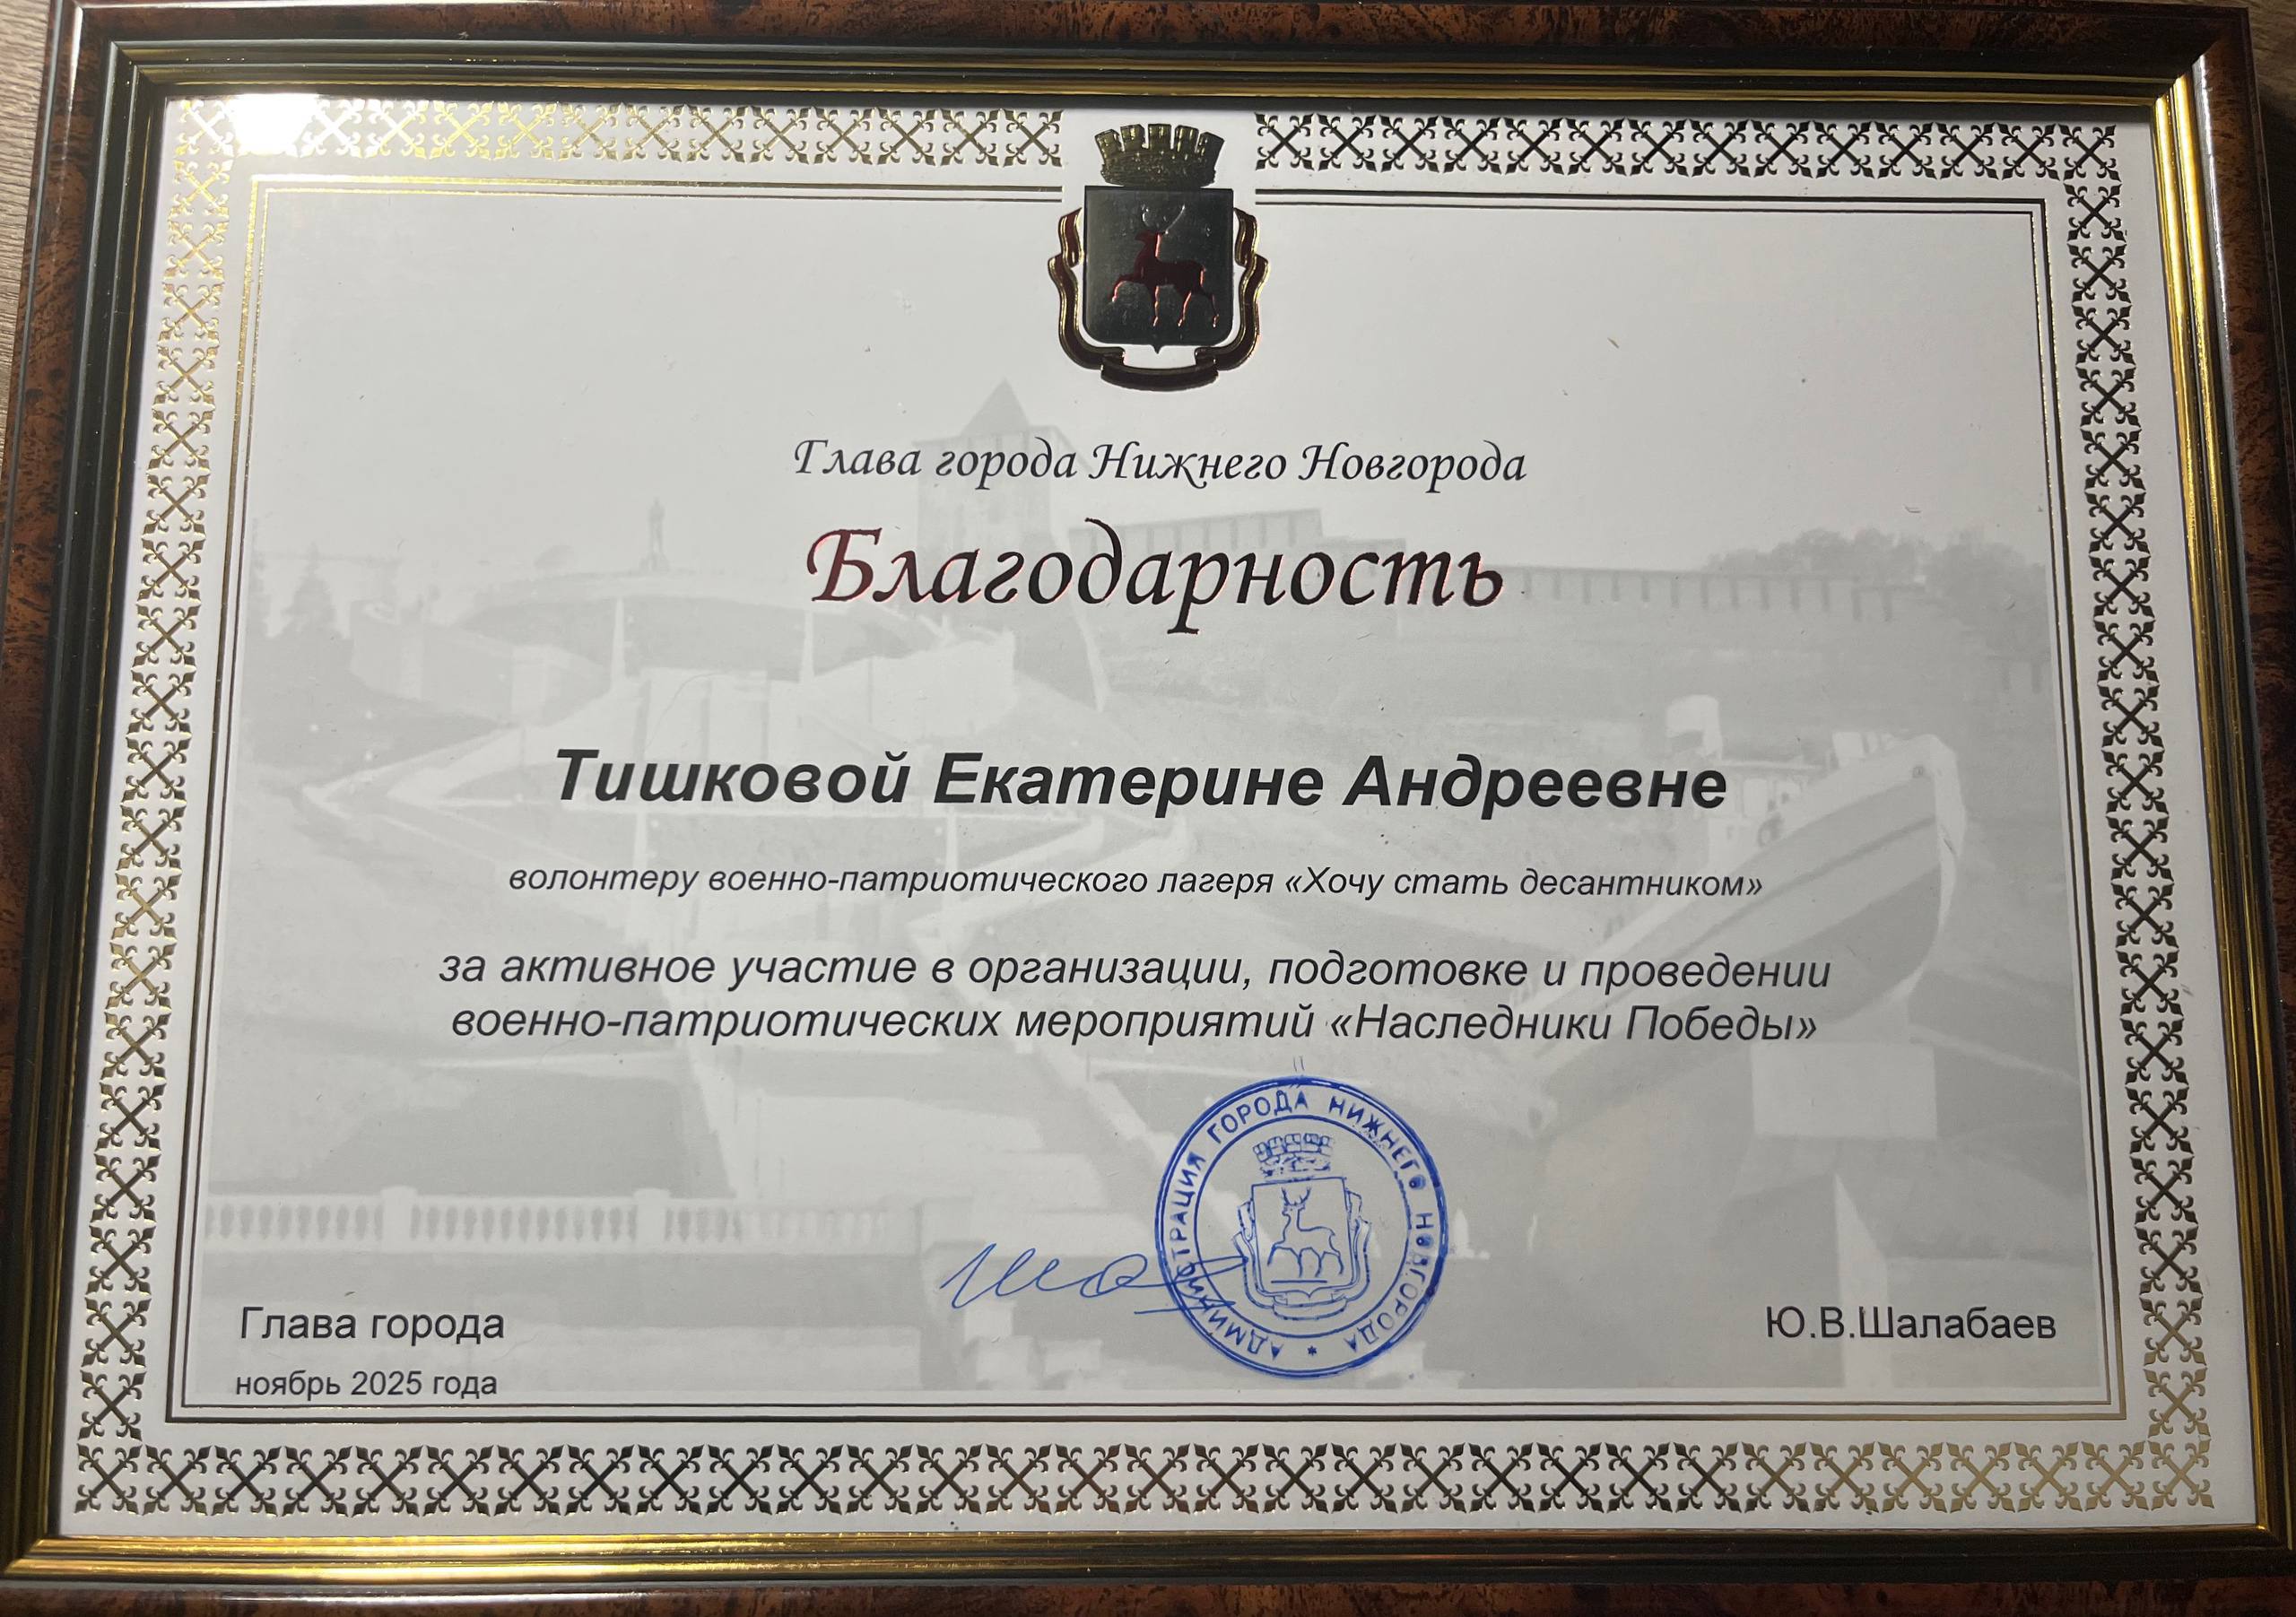 Глава города Нижнего Новгорода
Благодарность
Тишковой Екатерине Андреевне
волонтеру военно-патриотического лагеря «Хочу стать десантником»
за активное участие в организации, подготовке и проведении
военно-патриотических мероприятий «Наследники Победы»
АДМИНИСТРАЦИЯ ГОРОДА НИЖНЕГО НОВГОРОДА *
Глава города
Ю.В.Шалабаев
ноябрь 2025 года